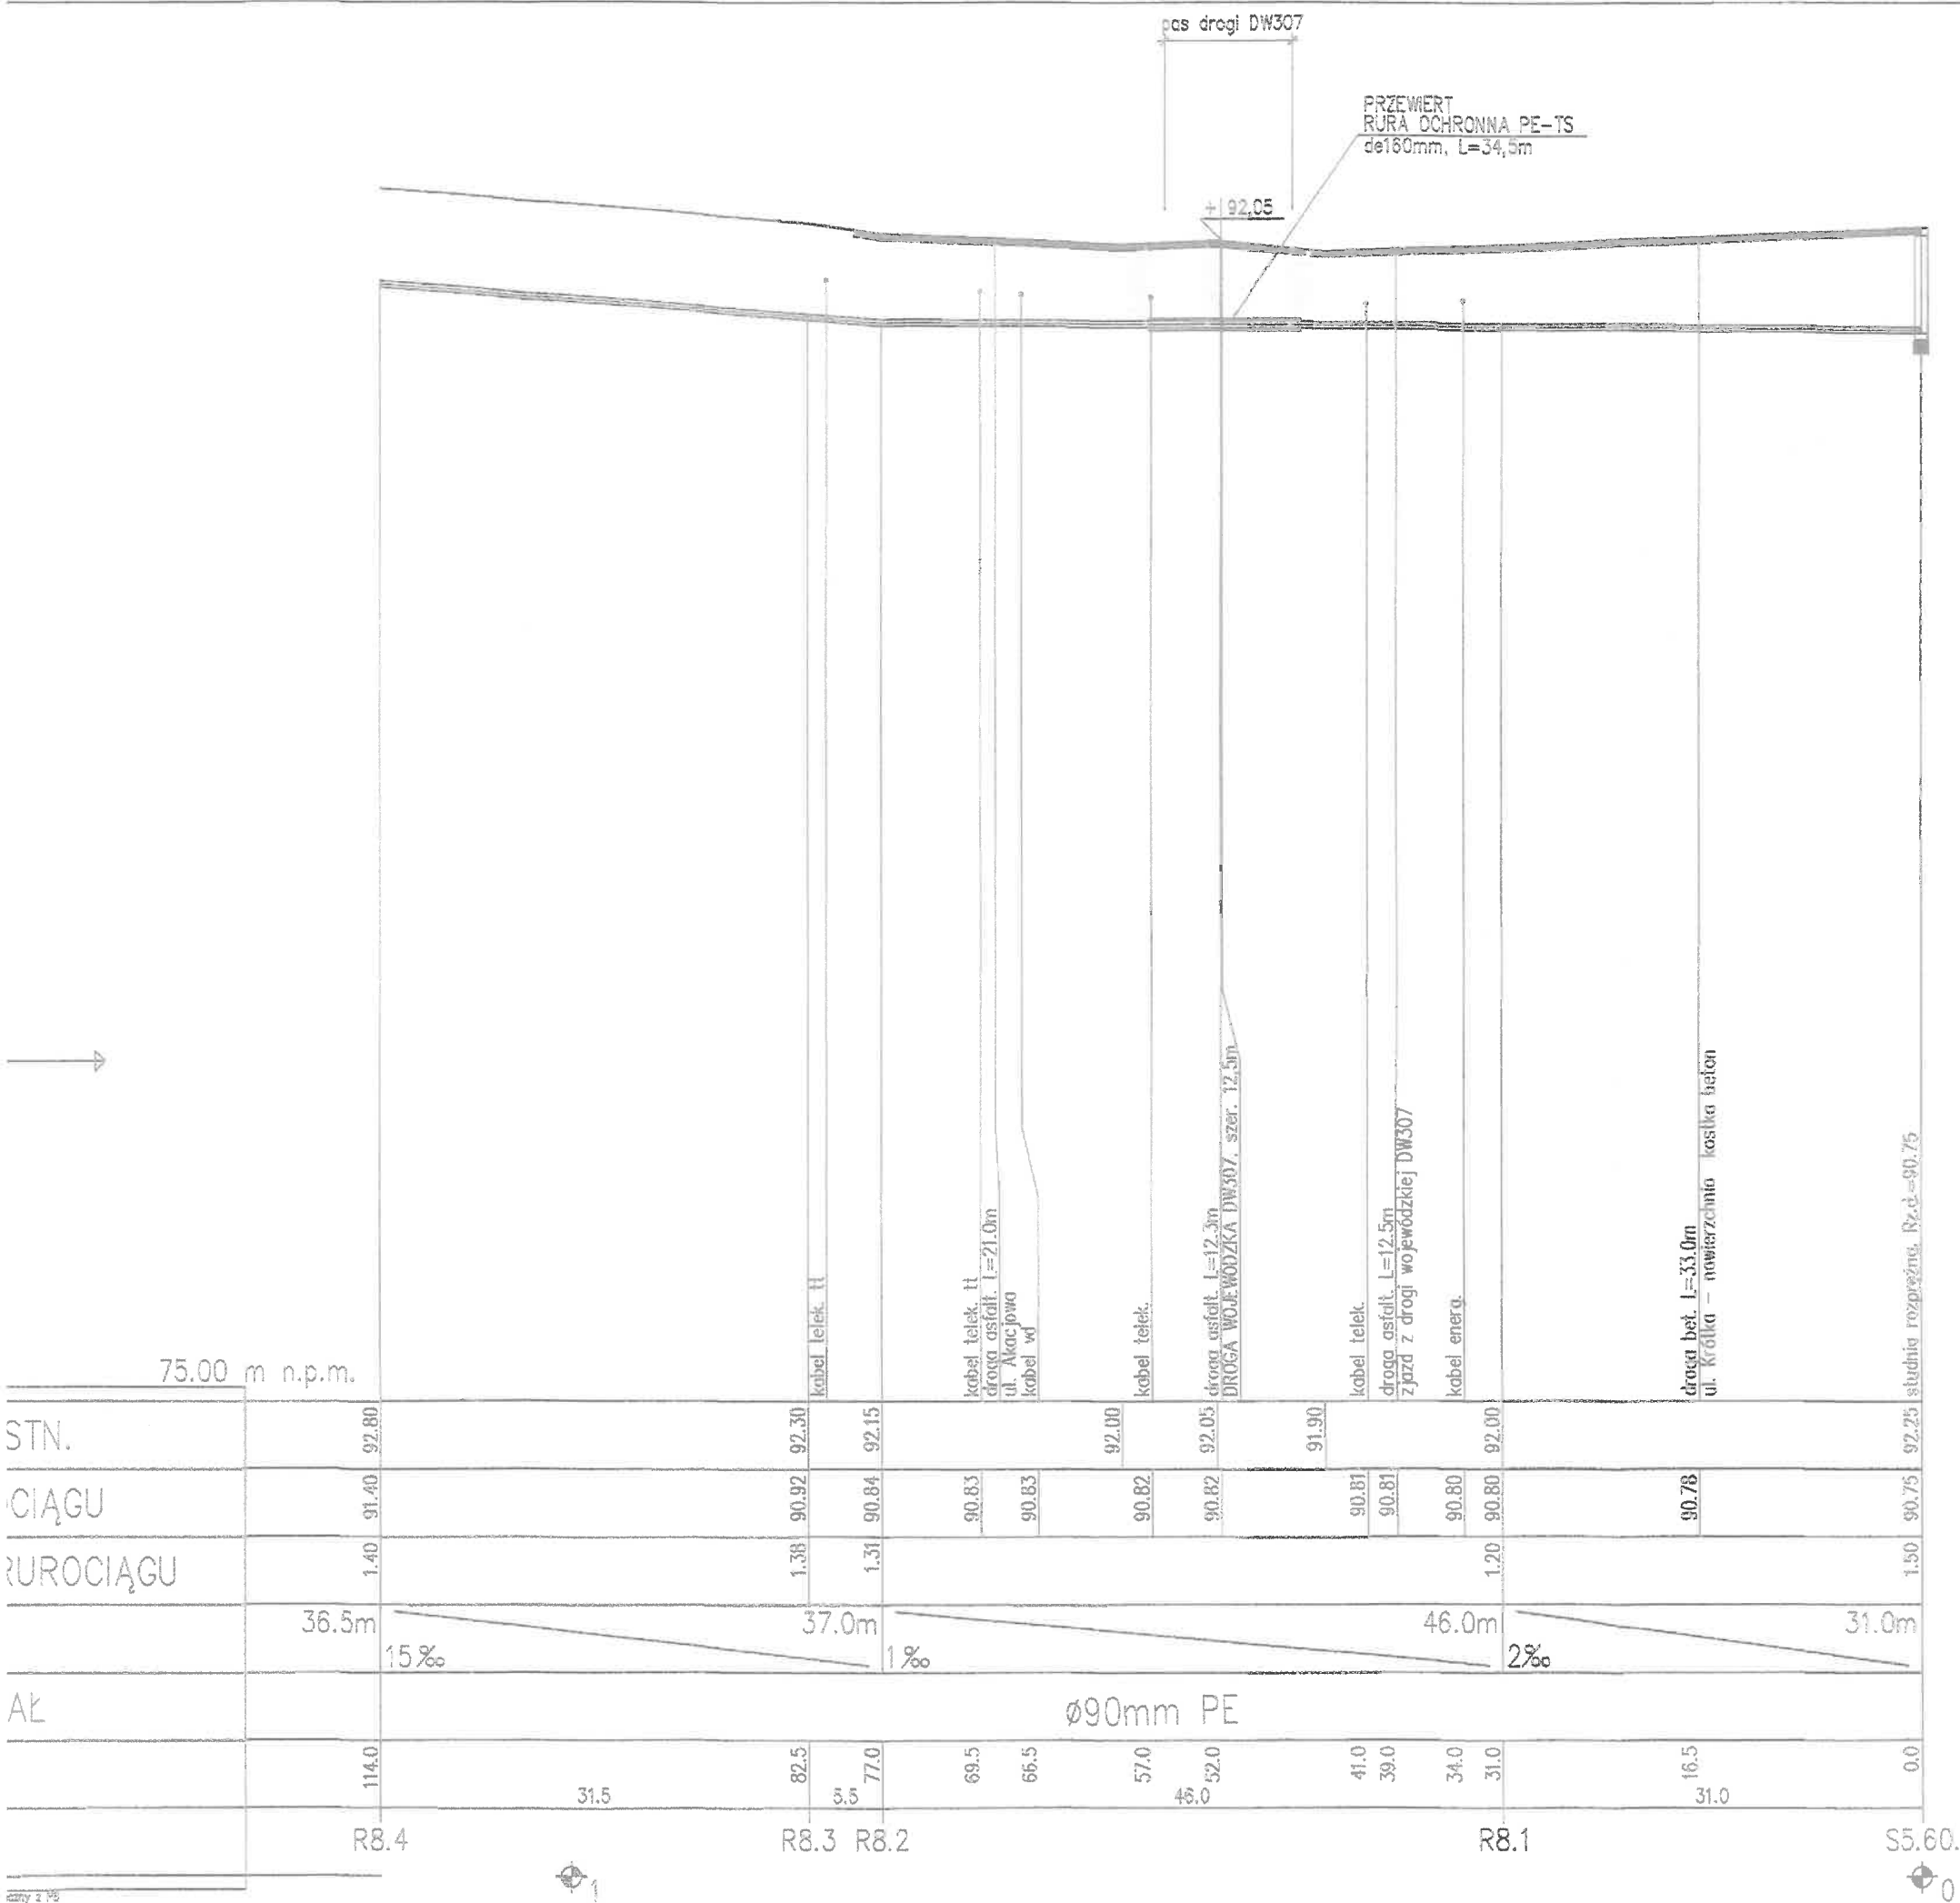 pas drogi DW307
PRZEWIERT
RURA OCHRONNA PE-TS
de160mm, L=34,5m
+ 92,05
kabel telek. tt
kabel telek. tt
droga asfalt. L=21.0m
ul. Akacjowa
kabel wd
kabel telek.
droga asfalt. L=12.3m
DROGA WOJEWÓDZKA DW307, szer. 12,5m
kabel telek.
droga asfalt. L=12.5m
zjazd z drogi wojewódzkiej DW307
kabel energ.
droga bet. L=33.0m
ul. Krótka - nawierzchnia kostka beton
studnia rozprężna, Rz.d.=90.75
75.00 m n.p.m.
STN. 92.80 92.30 92.15 92.00 92.05 91.90 92.00 92.25
CIĄGU 91.40 90.92 90.84 90.83 90.83 90.82 90.82 90.81 90.81 90.80 90.80 90.78 90.75
RUROCIĄGU 1.40 1.38 1.31 1.20 1.50
36.5m 37.0m 46.0m 31.0m
15‰ 1‰ 2‰
AŁ ø90mm PE
114.0 82.5 77.0 69.5 66.5 57.0 52.0 41.0 39.0 34.0 31.0 16.5 0.0
31.5 5.5 46.0 31.0
R8.4 R8.3 R8.2 R8.1 S5.60.
1 0